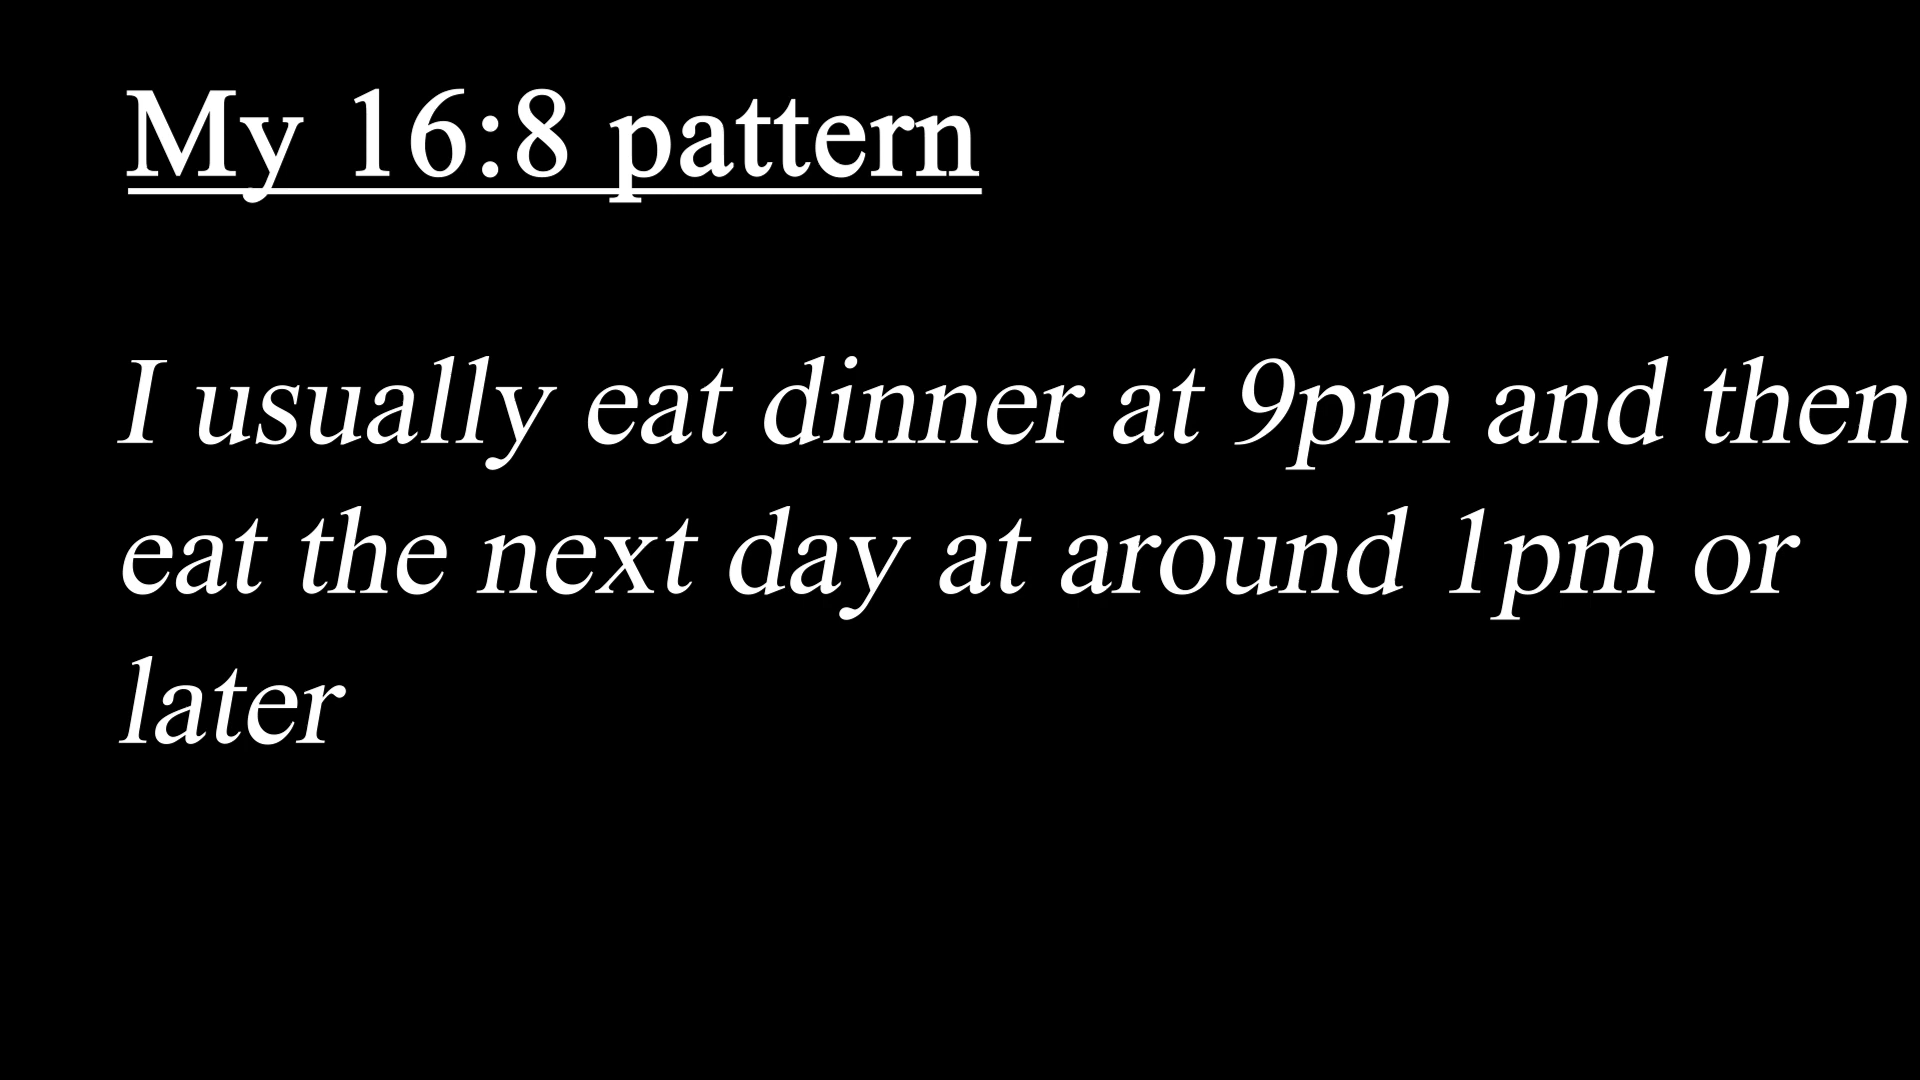 My 16:8 pattern
I usually eat dinner at 9pm and then
eat the next day at around 1pm or
later